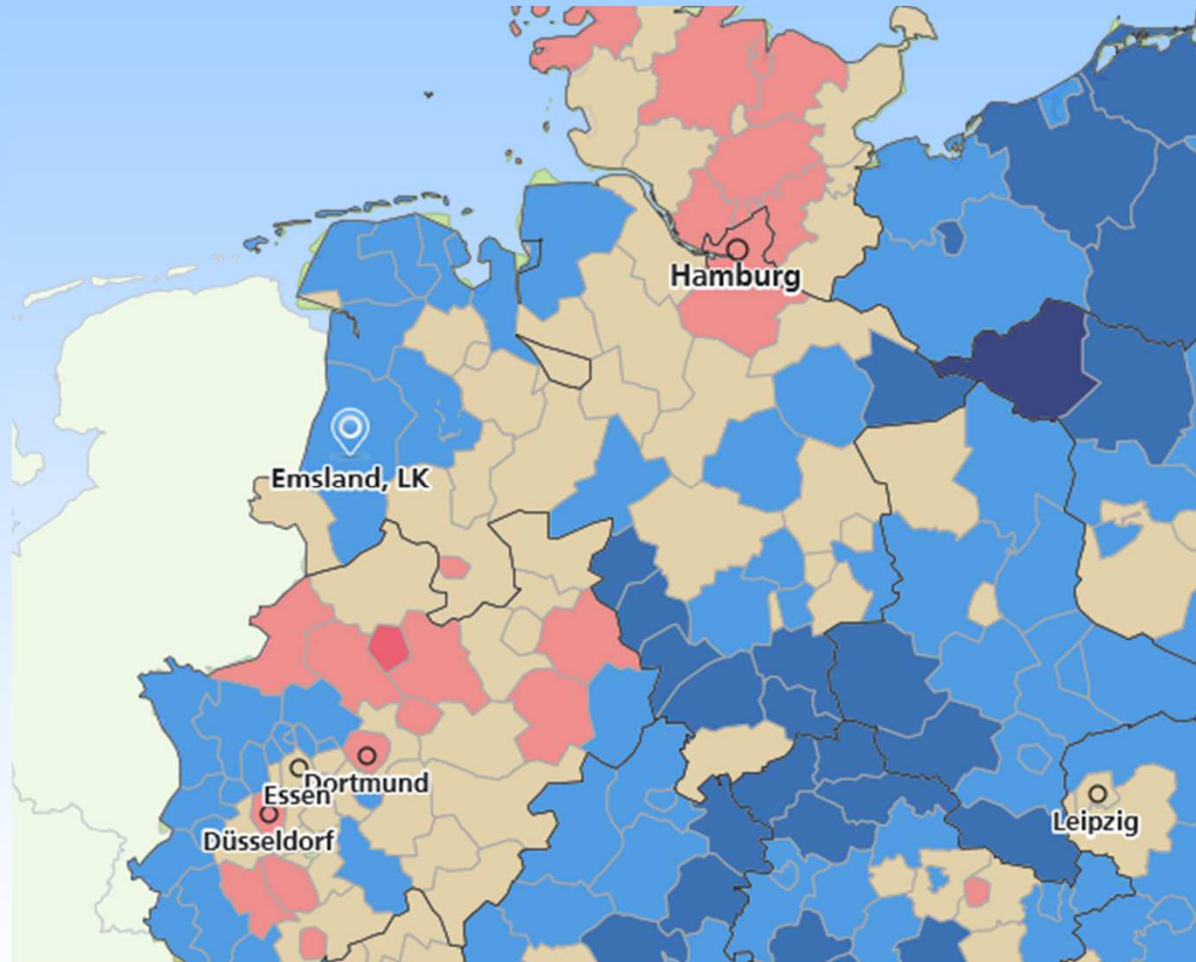 Hamburg
Emsland, LK
Dortmund
Essen
Düsseldorf
Leipzig